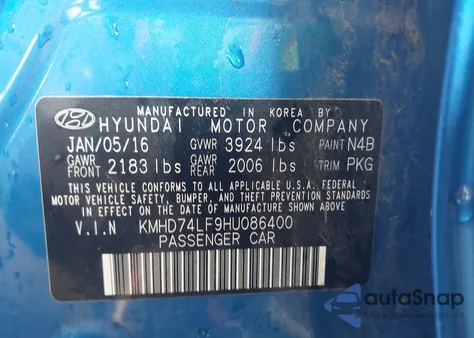 MANUFACTURED IN KOREA BY
HYUNDAI MOTOR COMPANY
JAN/05/16 GVWR 3924 lbs PAINT N4B
GAWR FRONT 2183 lbs GAWR REAR 2006 lbs TRIM PKG
THIS VEHICLE CONFORMS TO ALL APPLICABLE U.S.A. FEDERAL
MOTOR VEHICLE SAFETY, BUMPER, AND THEFT PREVENTION
STANDARDS IN EFFECT ON THE DATE OF MANUFACTURE SHOWN ABOVE.
V.I.N KMHD74LF9HU086400
PASSENGER CAR
autaSnap